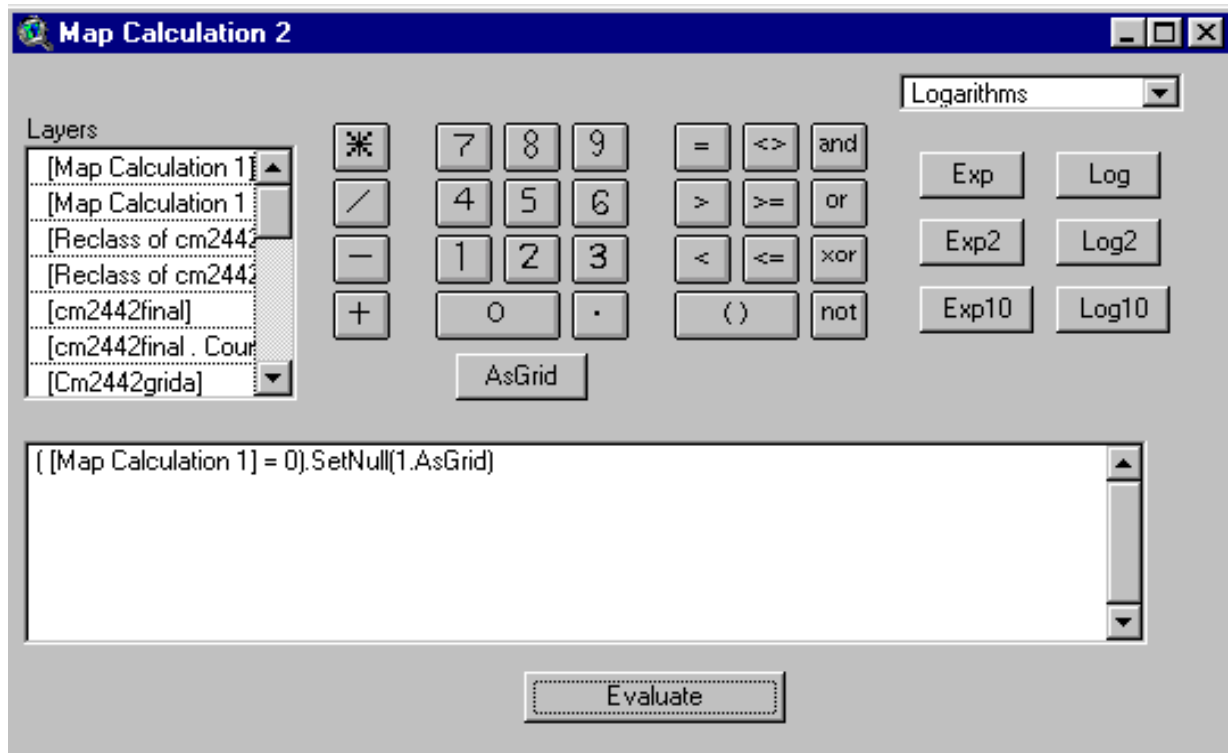 Map Calculation 2
Logarithms
Layers
[Map Calculation 1]
[Map Calculation 1
[Reclass of cm2442
[Reclass of cm2442
[cm2442final]
[cm2442final . Cour
[Cm2442grida]
* 7 8 9 = <> and
/ 4 5 6 > >= or
- 1 2 3 < <= xor
+ 0 . ( ) not
AsGrid
Exp Log
Exp2 Log2
Exp10 Log10
( [Map Calculation 1] = 0).SetNull(1.AsGrid)
Evaluate